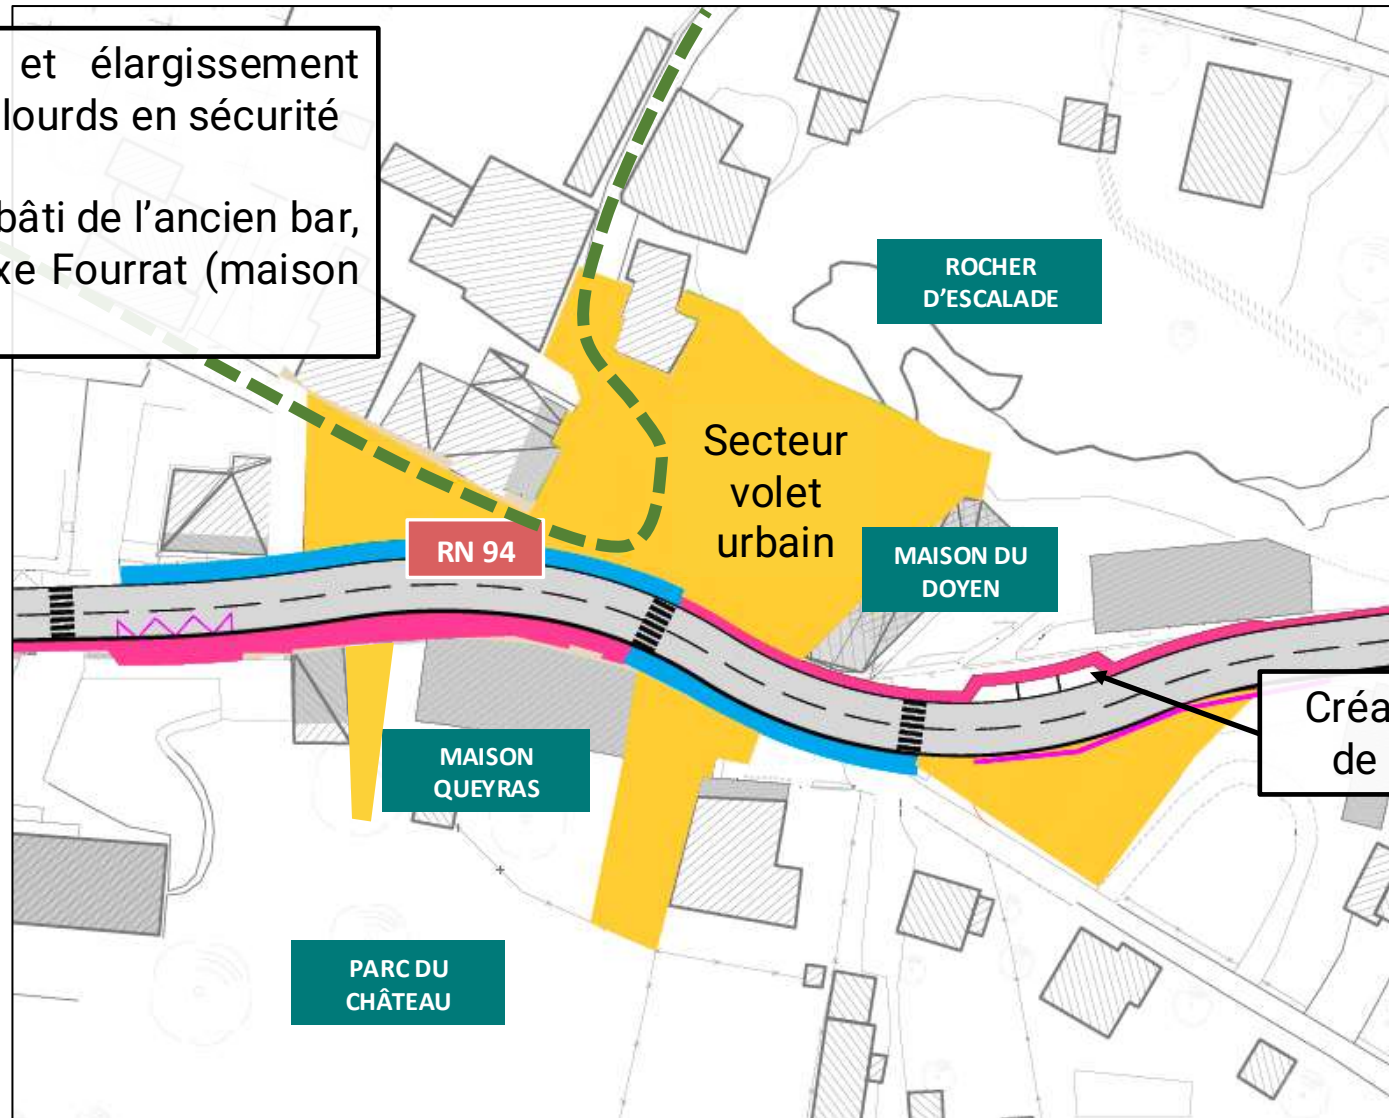 et élargissement
lourds en sécurité
bâti de l’ancien bar,
xe Fourrat (maison
ROCHER
D’ESCALADE
Secteur
volet
urbain
RN 94
MAISON DU
DOYEN
Créa
de
MAISON
QUEYRAS
PARC DU
CHÂTEAU